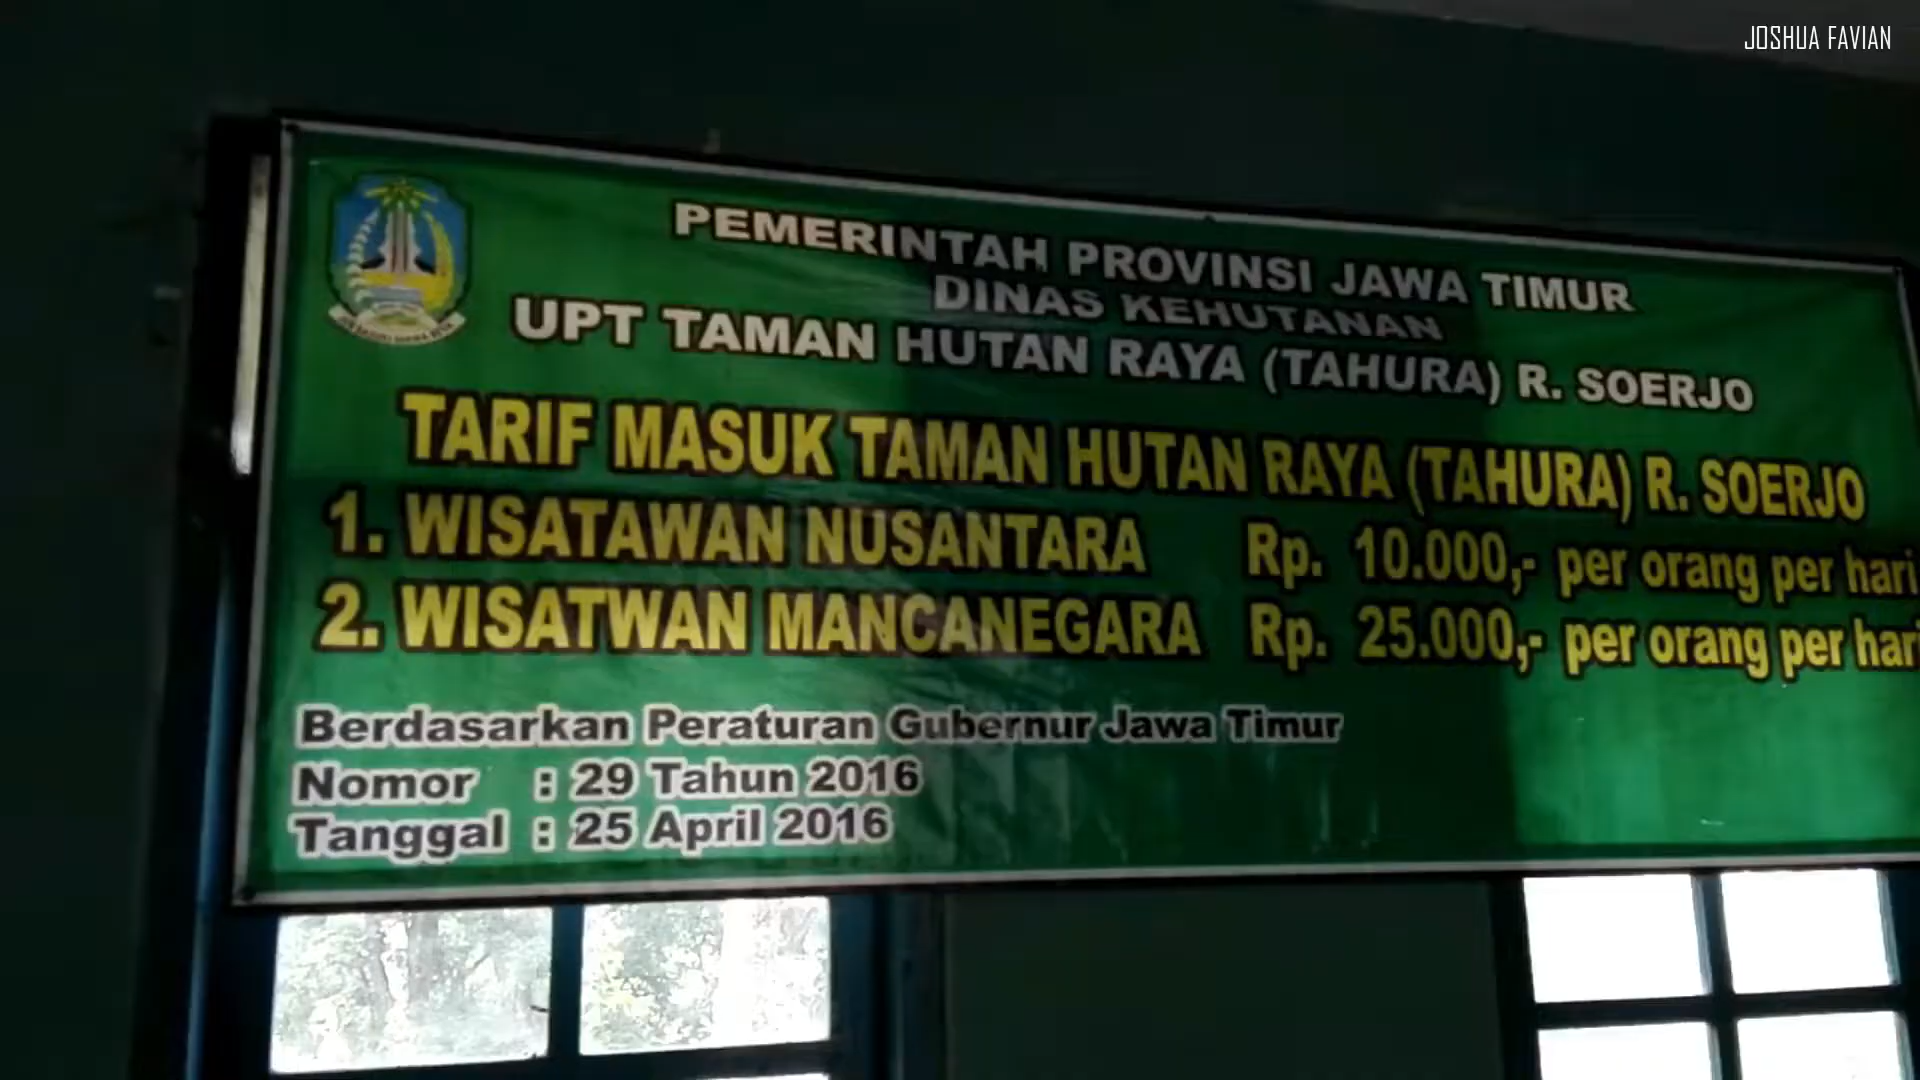 JOSHUA FAVIAN
PEMERINTAH PROVINSI JAWA TIMUR
DINAS KEHUTANAN
UPT TAMAN HUTAN RAYA (TAHURA) R. SOERJO
TARIF MASUK TAMAN HUTAN RAYA (TAHURA) R. SOERJO
1. WISATAWAN NUSANTARA Rp. 10.000,- per orang per hari
2. WISATWAN MANCANEGARA Rp. 25.000,- per orang per hari
Berdasarkan Peraturan Gubernur Jawa Timur
Nomor : 29 Tahun 2016
Tanggal : 25 April 2016